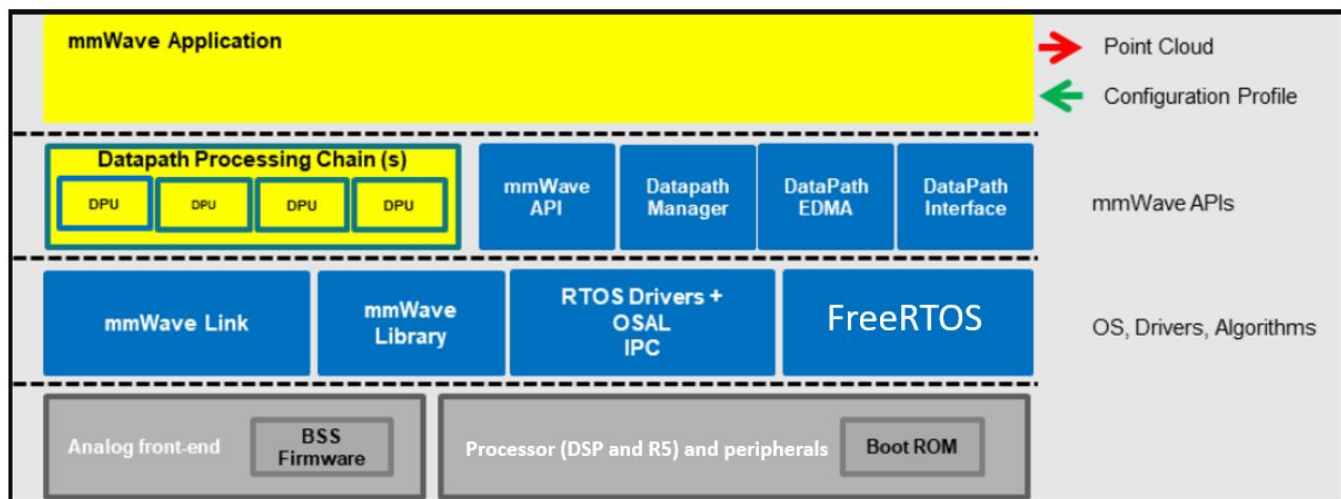 mmWave Application
Point Cloud
Configuration Profile
Datapath Processing Chain (s)
DPU
DPU
DPU
DPU
mmWave
API
Datapath
Manager
DataPath
EDMA
DataPath
Interface
mmWave APIs
mmWave Link
mmWave
Library
RTOS Drivers +
OSAL
IPC
FreeRTOS
OS, Drivers, Algorithms
Analog front-end
BSS
Firmware
Processor (DSP and R5) and peripherals
Boot ROM